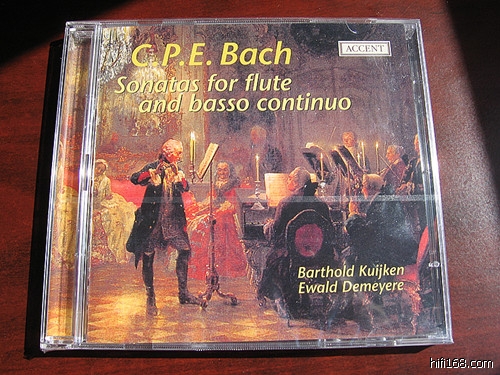 C.P.E. Bach
ACCENT
Sonatas for flute
and basso continuo
Barthold Kuijken
Ewald Demeyere
hifi168.com